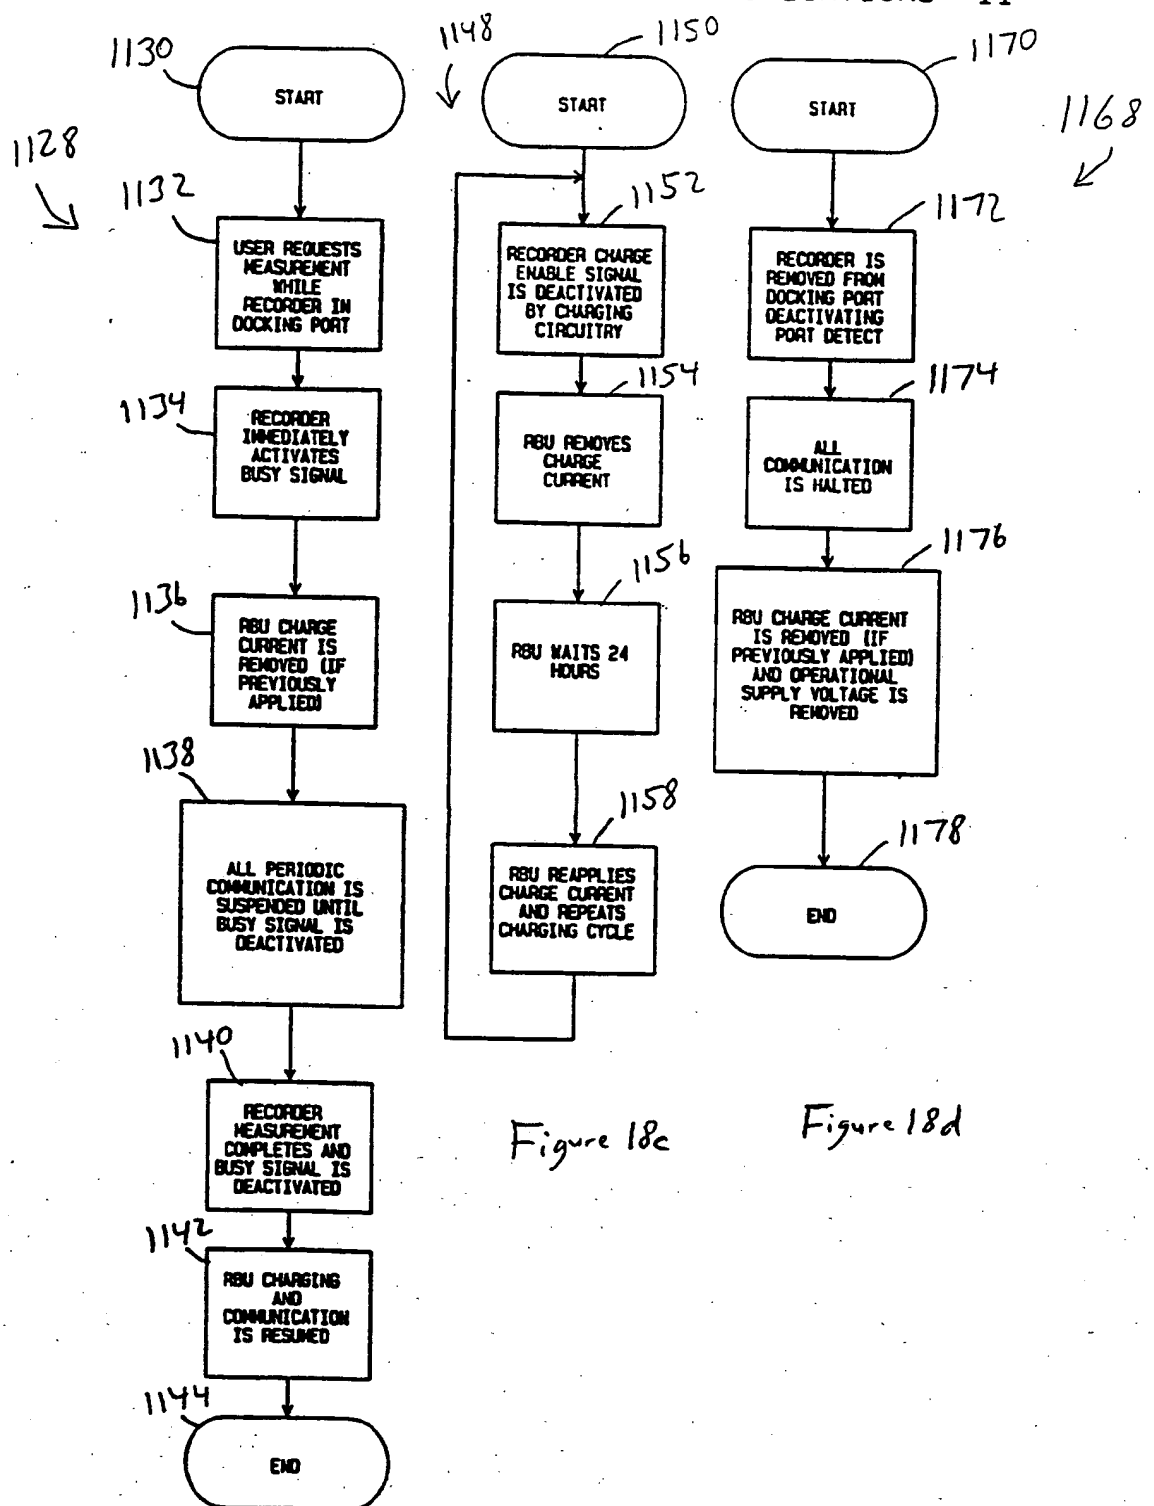 1130
START
1128
1132
USER REQUESTS
MEASUREMENT
WHILE
RECORDER IN
DOCKING PORT
1134
RECORDER
IMMEDIATELY
ACTIVATES
BUSY SIGNAL
1136
RBU CHARGE
CURRENT IS
REMOVED (IF
PREVIOUSLY
APPLIED)
1138
ALL PERIODIC
COMMUNICATION IS
SUSPENDED UNTIL
BUSY SIGNAL IS
DEACTIVATED
1140
RECORDER
MEASUREMENT
COMPLETES AND
BUSY SIGNAL IS
DEACTIVATED
1142
RBU CHARGING
AND
COMMUNICATION
IS RESUMED
1144
END
1148
1150
START
1152
RECORDER CHARGE
ENABLE SIGNAL
IS DEACTIVATED
BY CHARGING
CIRCUITRY
1154
RBU REMOVES
CHARGE
CURRENT
1156
RBU WAITS 24
HOURS
1158
RBU REAPPLIES
CHARGE CURRENT
AND REPEATS
CHARGING CYCLE
Figure 18c
1170
START
1168
1172
RECORDER IS
REMOVED FROM
DOCKING PORT
DEACTIVATING
PORT DETECT
1174
ALL
COMMUNICATION
IS HALTED
1176
RBU CHARGE CURRENT
IS REMOVED (IF
PREVIOUSLY APPLIED)
AND OPERATIONAL
SUPPLY VOLTAGE IS
REMOVED
1178
END
Figure 18d